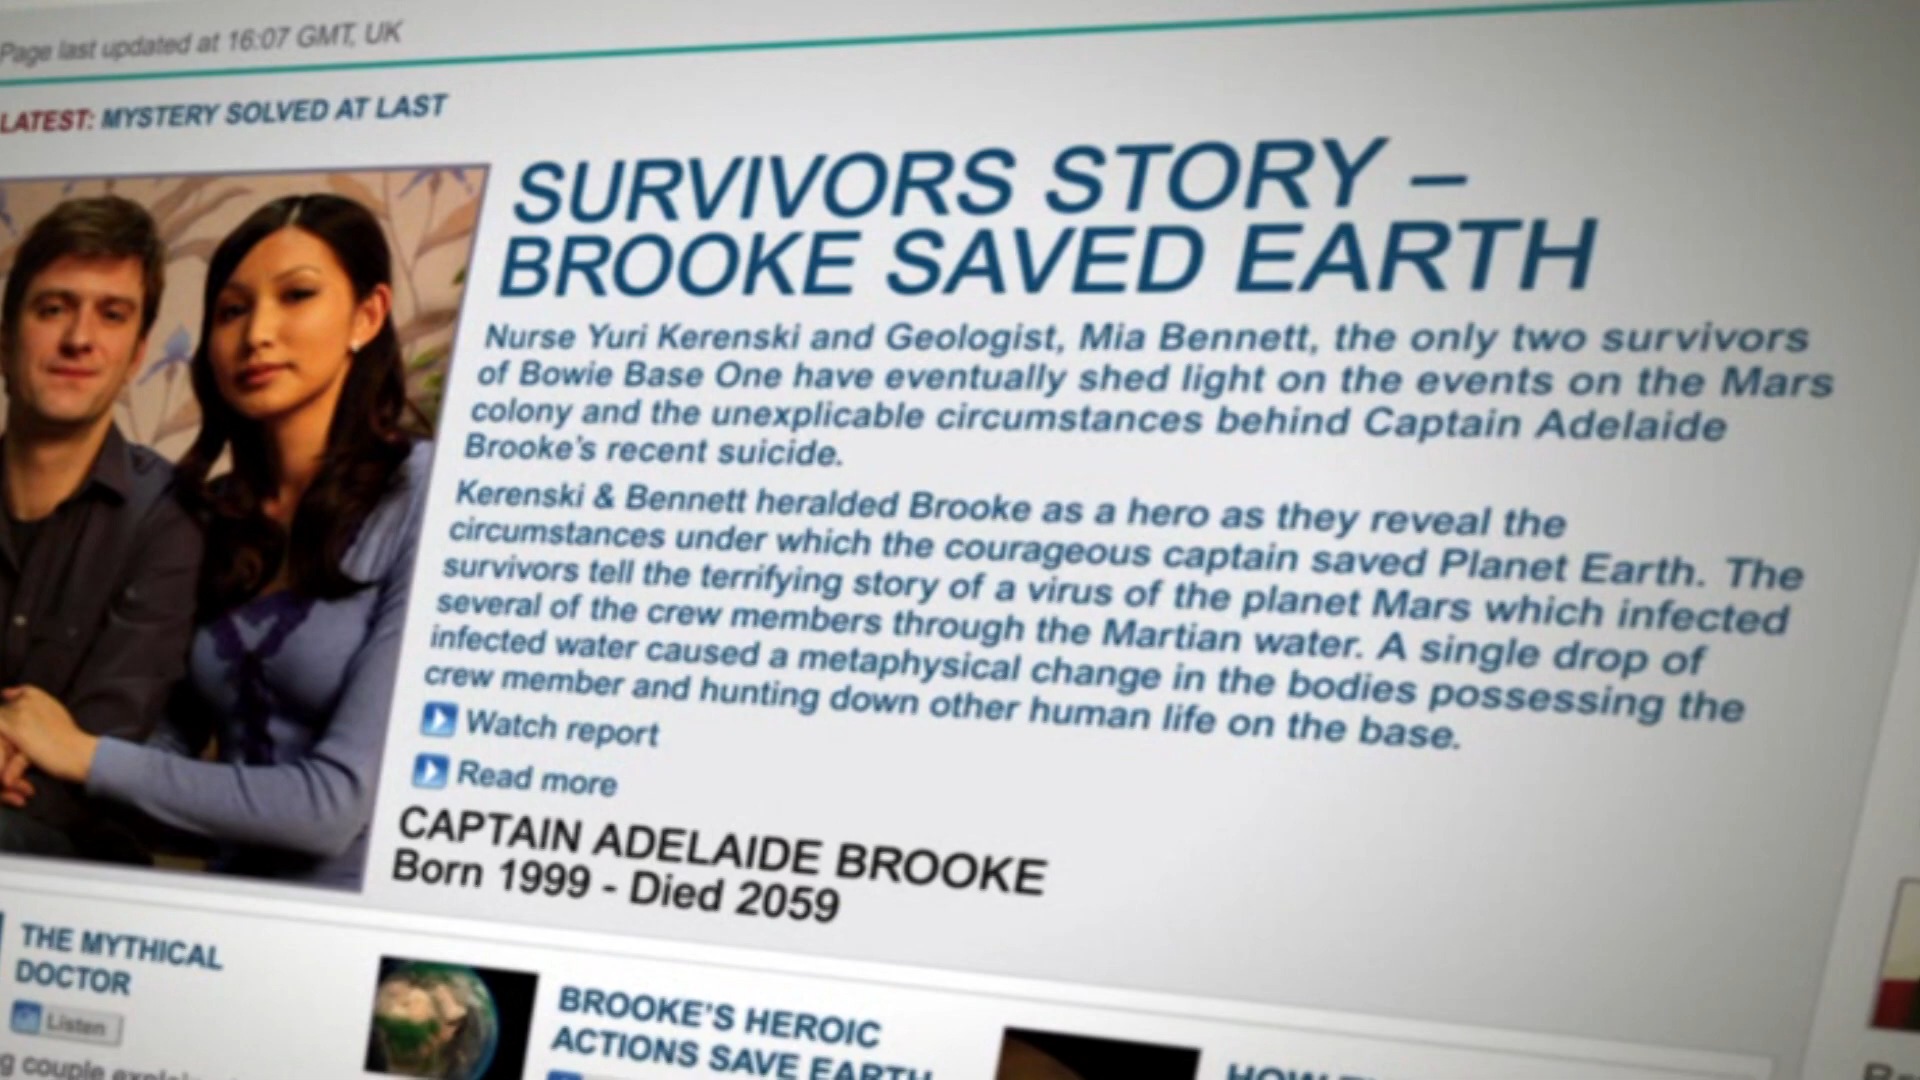 Page last updated at 16:07 GMT, UK
LATEST: MYSTERY SOLVED AT LAST
SURVIVORS STORY –
BROOKE SAVED EARTH
Nurse Yuri Kerenski and Geologist, Mia Bennett, the only two survivors
of Bowie Base One have eventually shed light on the events on the Mars
colony and the unexplicable circumstances behind Captain Adelaide
Brooke's recent suicide.
Kerenski & Bennett heralded Brooke as a hero as they reveal the
circumstances under which the courageous captain saved Planet Earth. The
survivors tell the terrifying story of a virus of the planet Mars which infected
several of the crew members through the Martian water. A single drop of
infected water caused a metaphysical change in the bodies possessing the
crew member and hunting down other human life on the base.
Watch report
Read more
CAPTAIN ADELAIDE BROOKE
Born 1999 - Died 2059
THE MYTHICAL
DOCTOR
Listen
couple
BROOKE'S HEROIC
ACTIONS SAVE EARTH
HOW